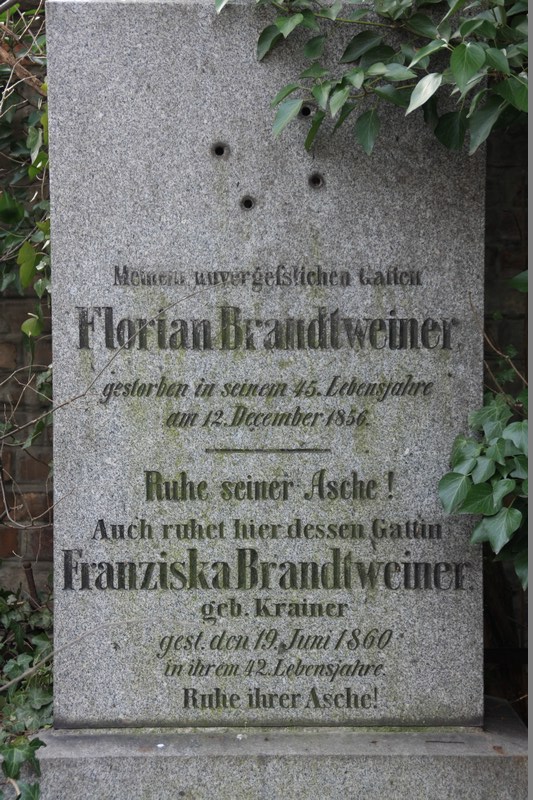 Meinem unvergefslichen Gatten
Florian Brandtweiner,
gestorben in seinem 45. Lebensjahre
am 12. December 1856.
Ruhe seiner Asche!
Auch ruhet hier dessen Gattin
Franziska Brandtweiner,
geb. Krainer
gest. den 19. Juni 1860
in ihrem 42. Lebensjahre.
Ruhe ihrer Asche!